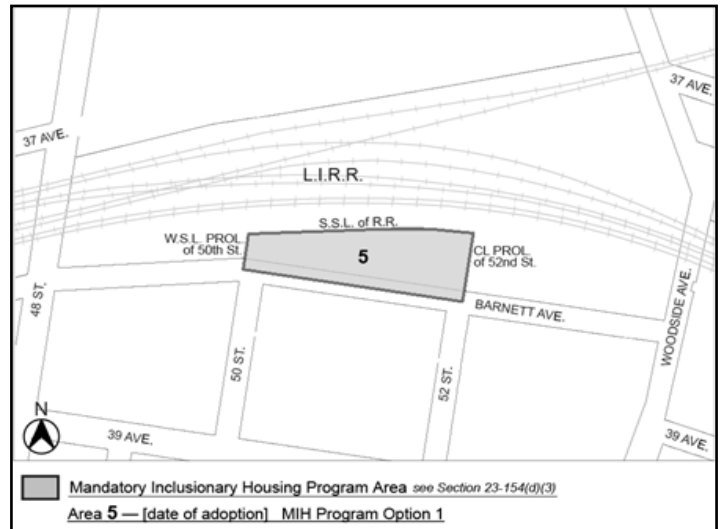 37 AVE.
37 AVE.
L.I.R.R.
S.S.L. of R.R.
W.S.L. PROL.
of 50th St.
5
CL PROL.
of 52nd St.
BARNETT AVE.
48 ST.
50 ST.
52 ST.
WOODSIDE AVE.
N
39 AVE.
39 AVE.
Mandatory Inclusionary Housing Program Area see Section 23-154(d)(3)
Area 5 — [date of adoption] MIH Program Option 1